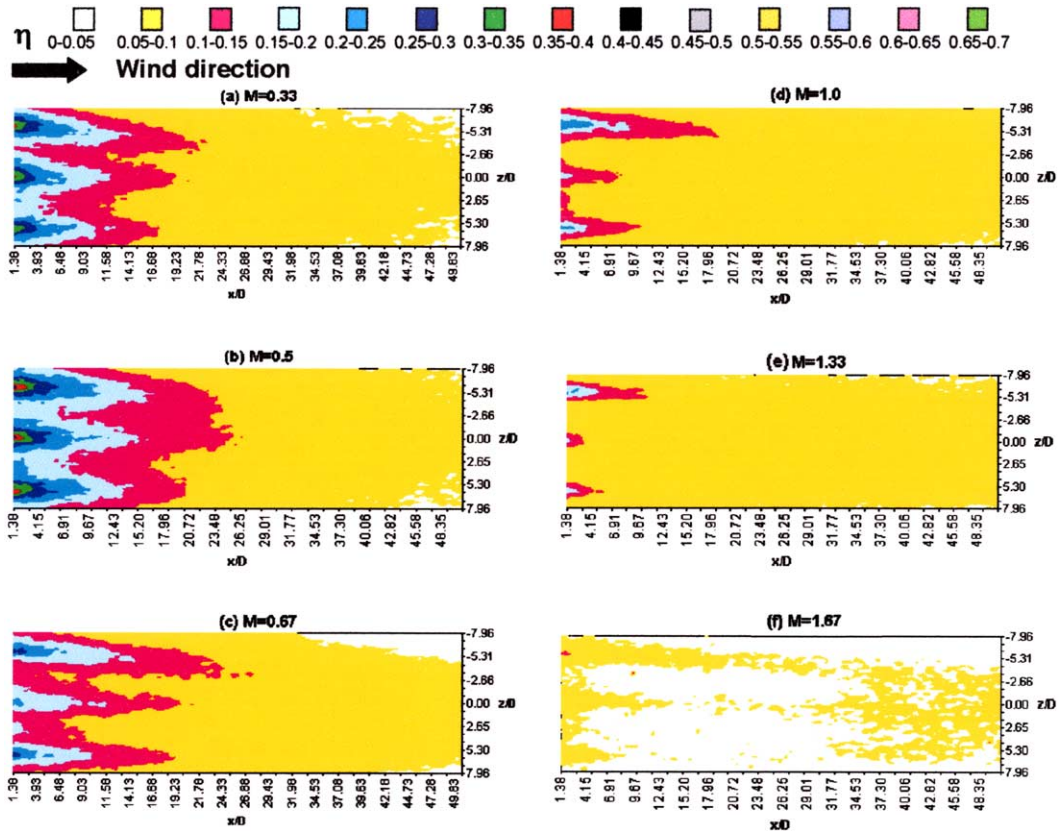 η 0-0.05 0.05-0.1 0.1-0.15 0.15-0.2 0.2-0.25 0.25-0.3 0.3-0.35 0.35-0.4 0.4-0.45 0.45-0.5 0.5-0.55 0.55-0.6 0.6-0.65 0.65-0.7
Wind direction
(a) M=0.33
-7.96
-5.31
-2.66
0.00 z/D
2.65
5.30
7.96
1.38 3.93 6.48 9.03 11.58 14.13 16.68 19.23 21.78 24.33 26.88 29.43 31.98 34.53 37.08 39.63 42.18 44.73 47.28 49.83
x/D
(d) M=1.0
-7.96
-5.31
-2.66
0.00 z/D
2.65
5.30
7.96
1.38 4.15 6.91 9.67 12.43 15.20 17.96 20.72 23.48 26.25 29.01 31.77 34.53 37.30 40.06 42.82 45.58 48.35
x/D
(b) M=0.5
-7.96
-5.31
-2.66
0.00 z/D
2.65
5.30
7.96
1.38 4.15 6.91 9.67 12.43 15.20 17.96 20.72 23.48 26.25 29.01 31.77 34.53 37.30 40.06 42.82 45.58 48.35
x/D
(e) M=1.33
-7.96
-5.31
-2.66
0.00 z/D
2.65
5.30
7.96
1.38 4.15 6.91 9.67 12.43 15.20 17.96 20.72 23.48 26.25 29.01 31.77 34.53 37.30 40.06 42.82 45.58 48.35
x/D
(c) M=0.67
-7.96
-5.31
-2.66
0.00 z/D
2.65
5.30
7.96
1.38 3.93 6.48 9.03 11.58 14.13 16.68 19.23 21.78 24.33 26.88 29.43 31.98 34.53 37.08 39.63 42.18 44.73 47.28 49.83
x/D
(f) M=1.67
-7.96
-5.31
-2.66
0.00 z/D
2.65
5.30
7.96
1.38 4.15 6.91 9.67 12.43 15.20 17.96 20.72 23.48 26.25 29.01 31.77 34.53 37.30 40.06 42.82 45.58 48.35
x/D